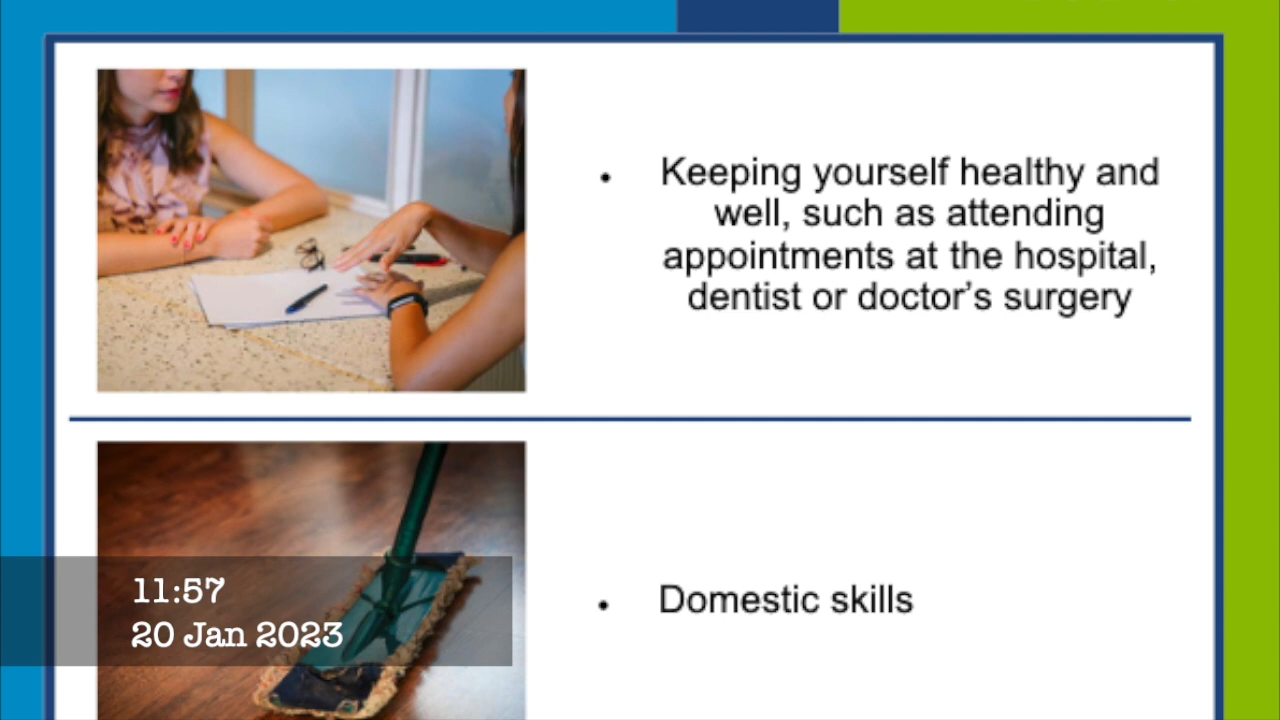 Keeping yourself healthy and
well, such as attending
appointments at the hospital,
dentist or doctor’s surgery
Domestic skills
11:57
20 Jan 2023